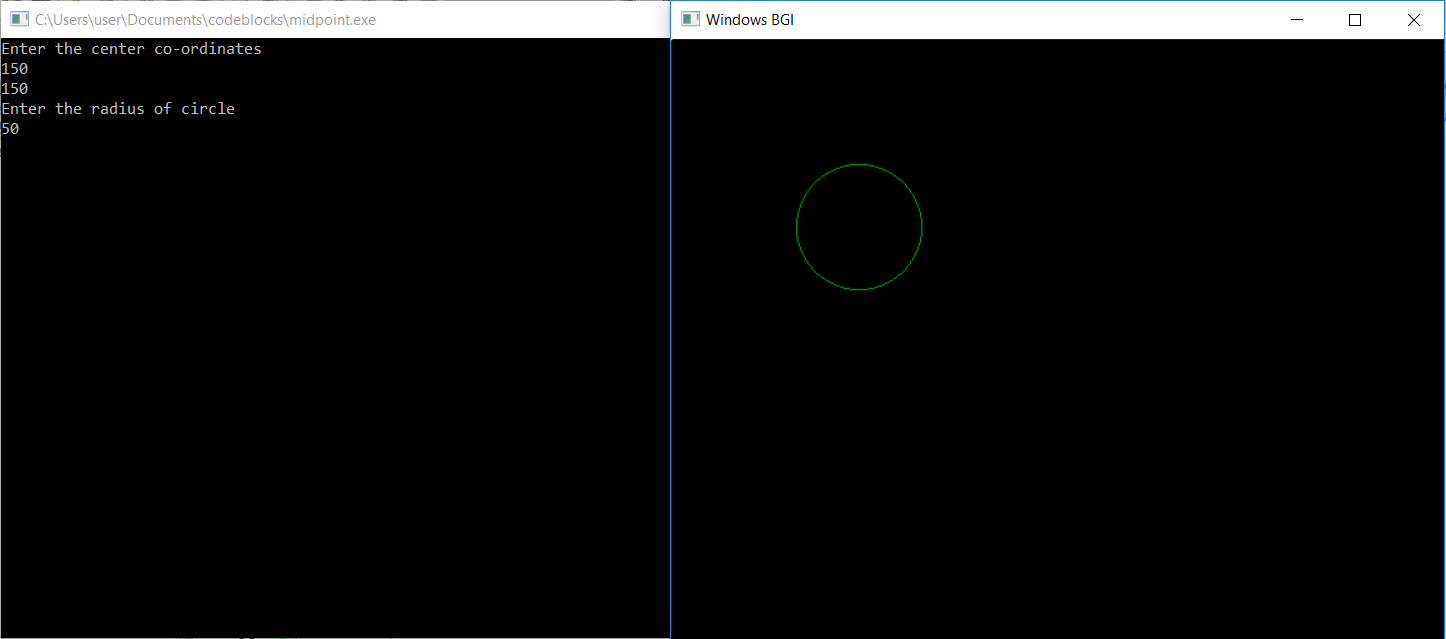 C:\Users\user\Documents\codeblocks\midpoint.exe
Enter the center co-ordinates
150
150
Enter the radius of circle
50
Windows BGI